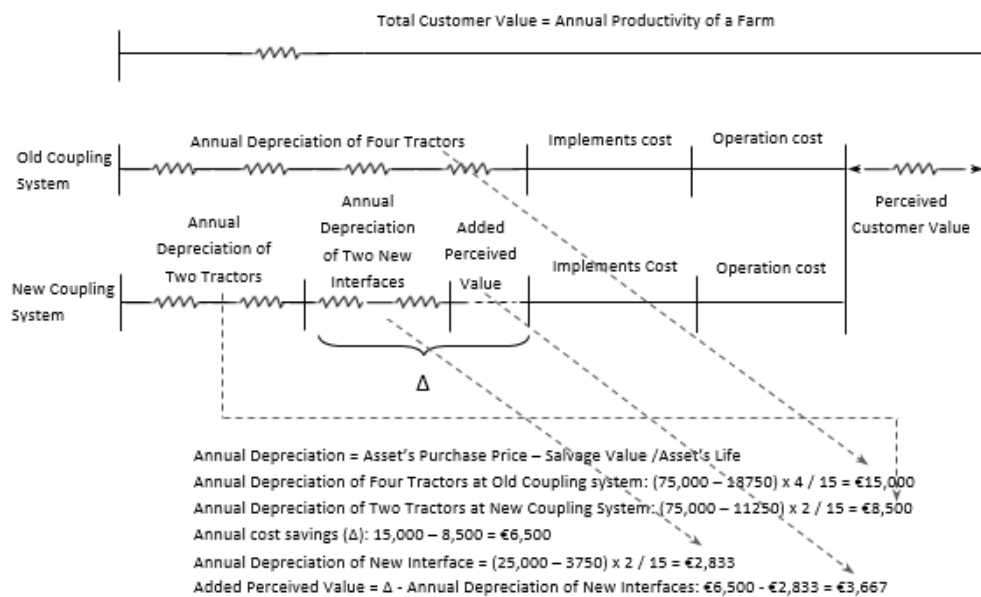 Total Customer Value = Annual Productivity of a Farm
Old Coupling
System
Annual Depreciation of Four Tractors
Implements cost
Operation cost
Perceived
Customer Value
New Coupling
System
Annual
Depreciation of
Two Tractors
Annual
Depreciation
of Two New
Interfaces
Added
Perceived
Value
Implements Cost
Operation cost
Δ
Annual Depreciation = Asset's Purchase Price – Salvage Value /Asset's Life
Annual Depreciation of Four Tractors at Old Coupling system: (75,000 – 18750) x 4 / 15 = €15,000
Annual Depreciation of Two Tractors at New Coupling System: (75,000 – 11250) x 2 / 15 = €8,500
Annual cost savings (Δ): 15,000 – 8,500 = €6,500
Annual Depreciation of New Interface = (25,000 – 3750) x 2 / 15 = €2,833
Added Perceived Value = Δ - Annual Depreciation of New Interfaces: €6,500 - €2,833 = €3,667